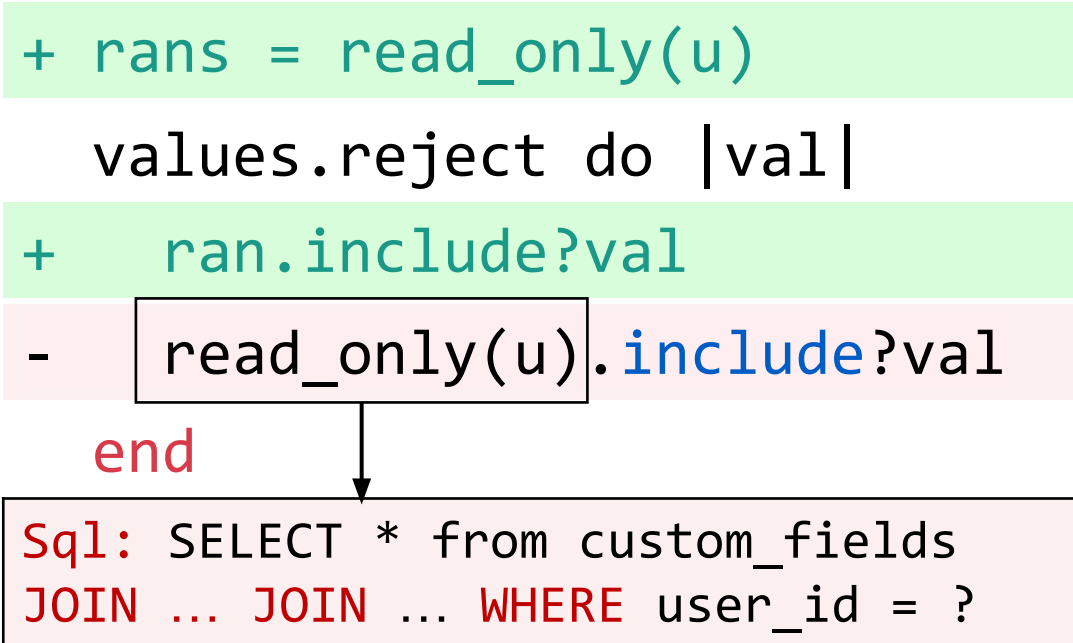 + rans = read_only(u)
values.reject do |val|
+ ran.include?val
- read_only(u).include?val
end
Sql: SELECT * from custom_fields
JOIN … JOIN … WHERE user_id = ?